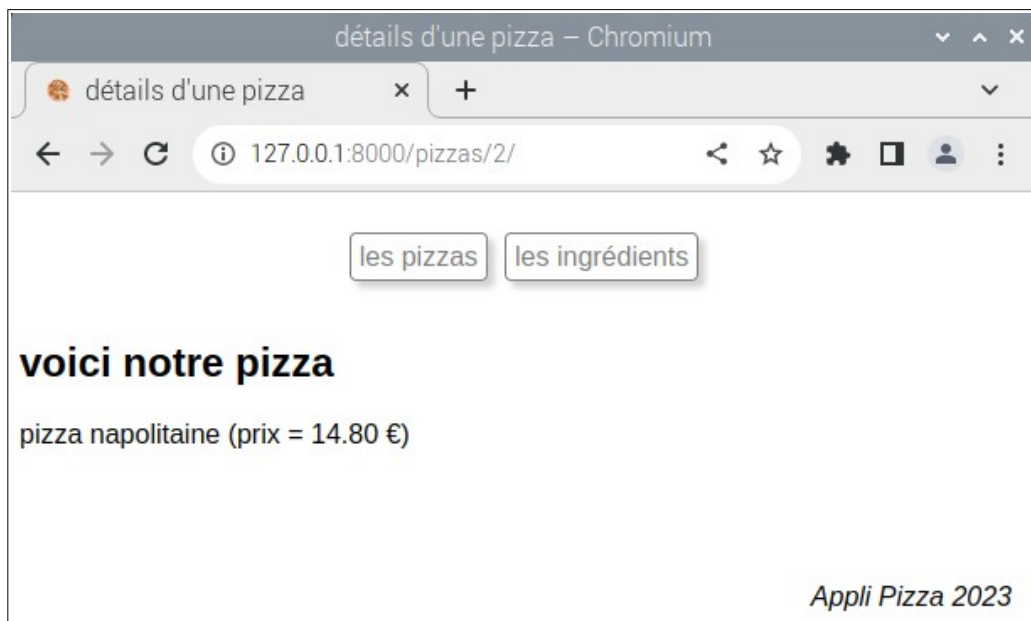 détails d'une pizza – Chromium
détails d'une pizza
127.0.0.1:8000/pizzas/2/
les pizzas les ingrédients
voici notre pizza
pizza napolitaine (prix = 14.80 €)
Appli Pizza 2023